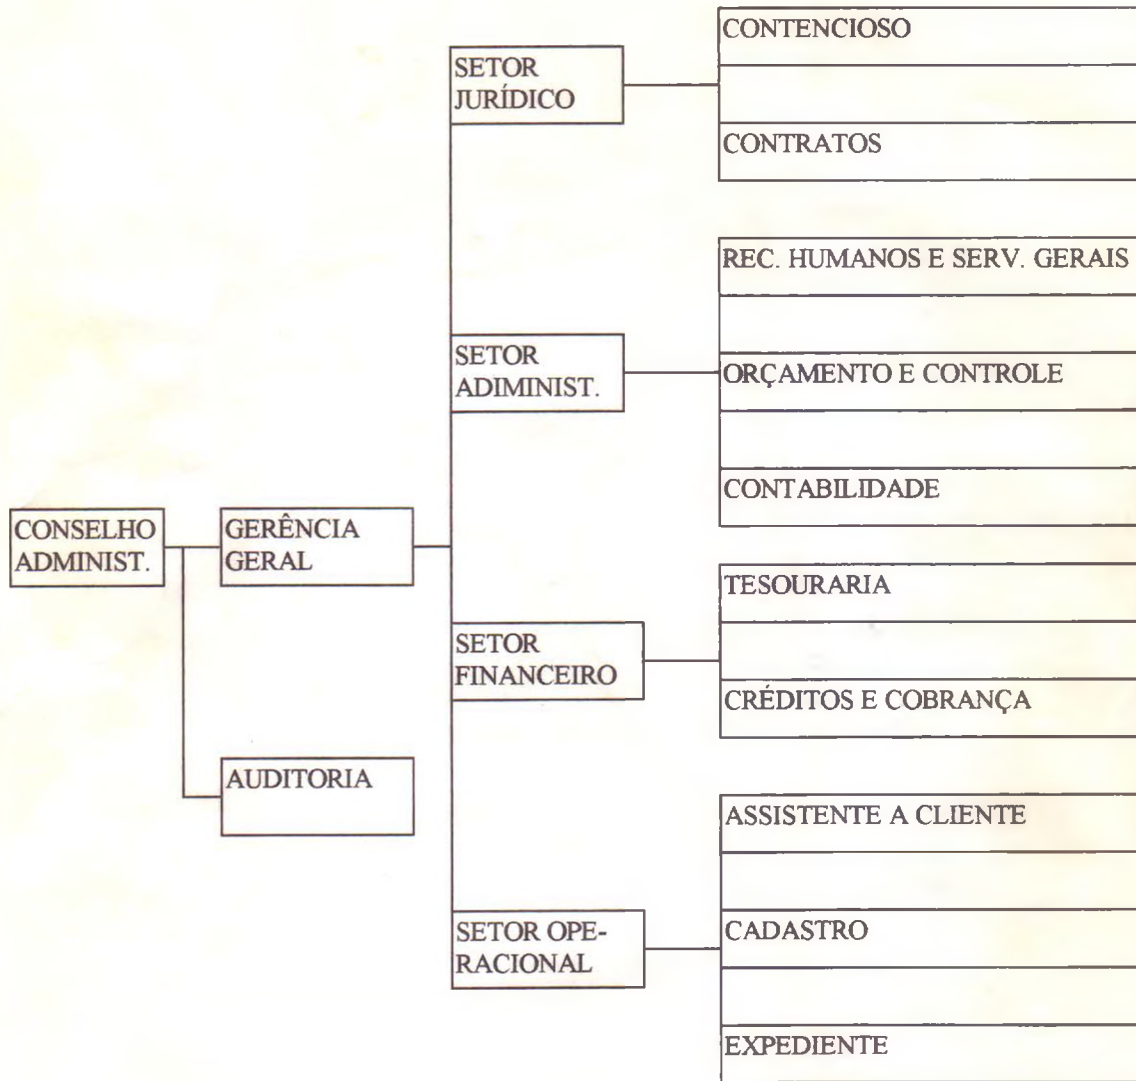 CONTENCIOSO
SETOR
JURÍDICO
CONTRATOS
REC. HUMANOS E SERV. GERAIS
SETOR
ADIMINIST.
ORÇAMENTO E CONTROLE
CONTABILIDADE
CONSELHO
ADMINIST.
GERÊNCIA
GERAL
TESOURARIA
SETOR
FINANCEIRO
CRÉDITOS E COBRANÇA
AUDITORIA
ASSISTENTE A CLIENTE
SETOR OPE-
RACIONAL
CADASTRO
EXPEDIENTE